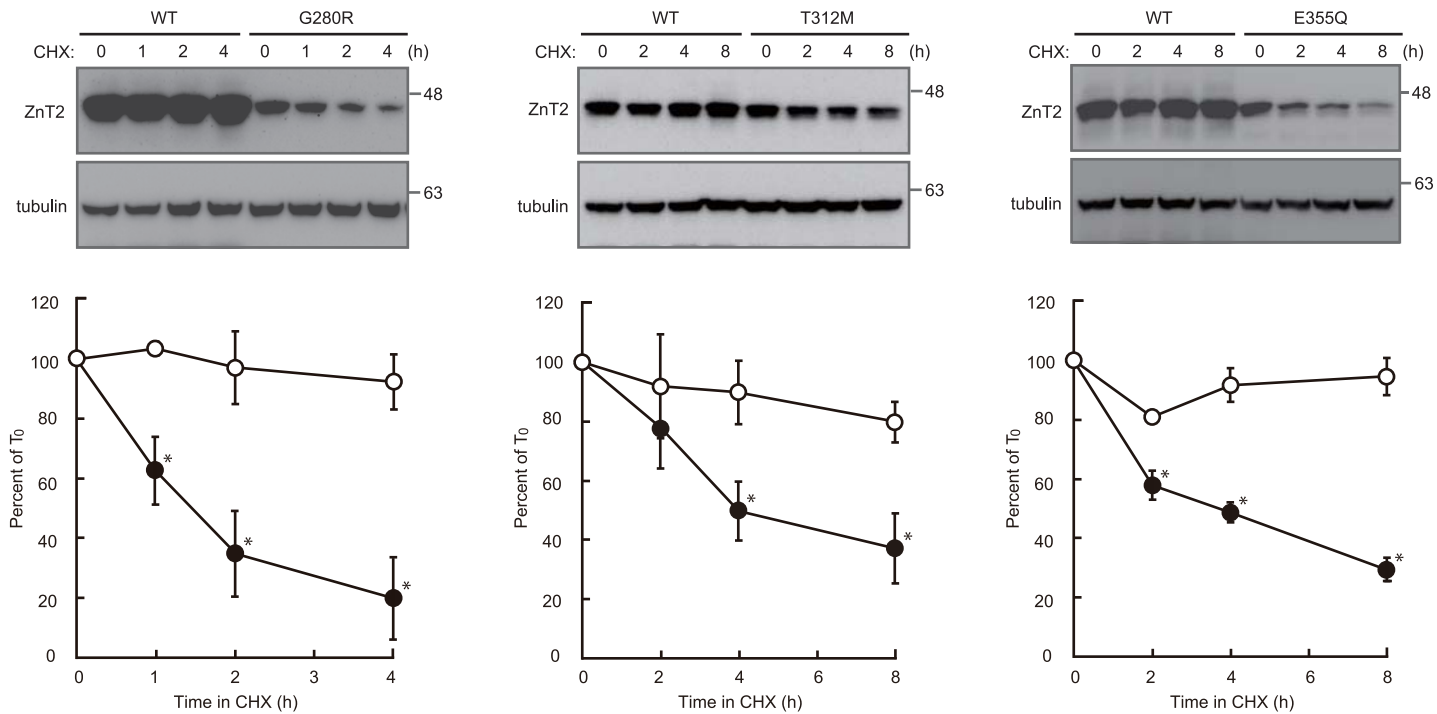 WT G280R
CHX: 0 1 2 4 0 1 2 4 (h)
ZnT2 48
tubulin 63
120
100
80
60
40
20
0
Percent of T0
* * *
0 1 2 3 4
Time in CHX (h)
WT T312M
CHX: 0 2 4 8 0 2 4 8 (h)
ZnT2 48
tubulin 63
120
100
80
60
40
20
0
Percent of T0
* *
0 2 4 6 8
Time in CHX (h)
WT E355Q
CHX: 0 2 4 8 0 2 4 8 (h)
ZnT2 48
tubulin 63
120
100
80
60
40
20
0
Percent of T0
* * *
0 2 4 6 8
Time in CHX (h)